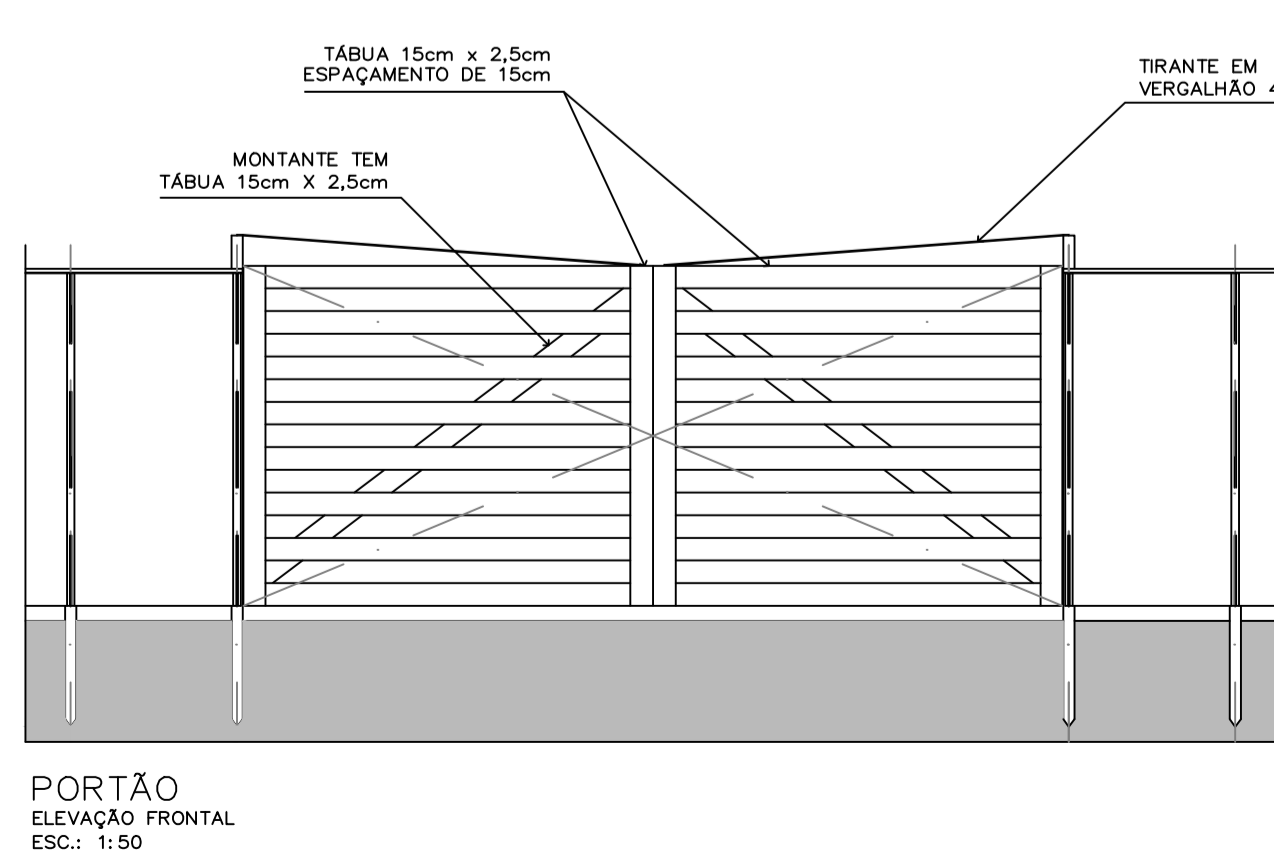 TÁBUA 15cm x 2,5cm
ESPAÇAMENTO DE 15cm
TIRANTE EM
VERGALHÃO 4
MONTANTE TEM
TÁBUA 15cm X 2,5cm
PORTÃO
ELEVAÇÃO FRONTAL
ESC.: 1:50